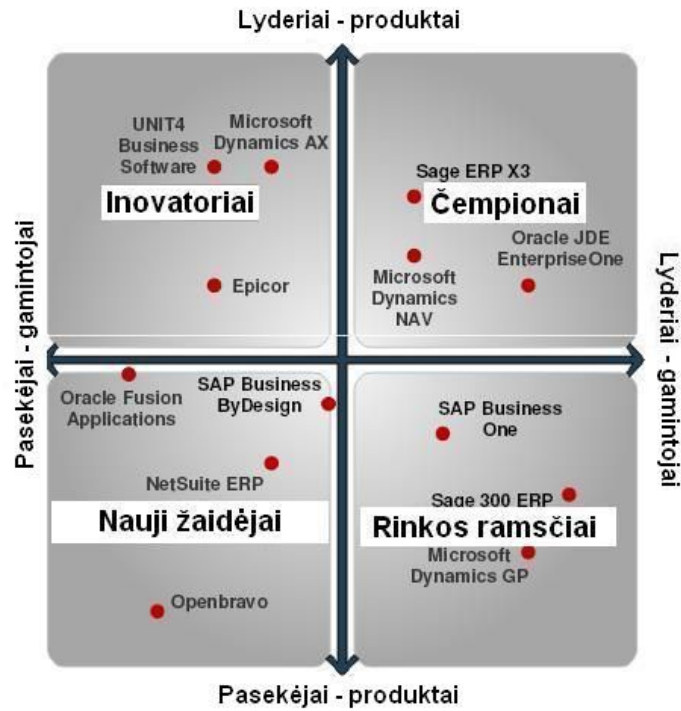 Lyderiai - produktai
UNIT4
Business
Software
Microsoft
Dynamics AX
Inovatoriai
Epicor
Sage ERP X3
Čempionai
Oracle JDE
EnterpriseOne
Microsoft
Dynamics
NAV
Pasekėjai - gamintojai
Lyderiai - gamintojai
Oracle Fusion
Applications
SAP Business
ByDesign
NetSuite ERP
Nauji žaidėjai
Openbravo
SAP Business
One
Sage 300 ERP
Rinkos ramsčiai
Microsoft
Dynamics GP
Pasekėjai - produktai